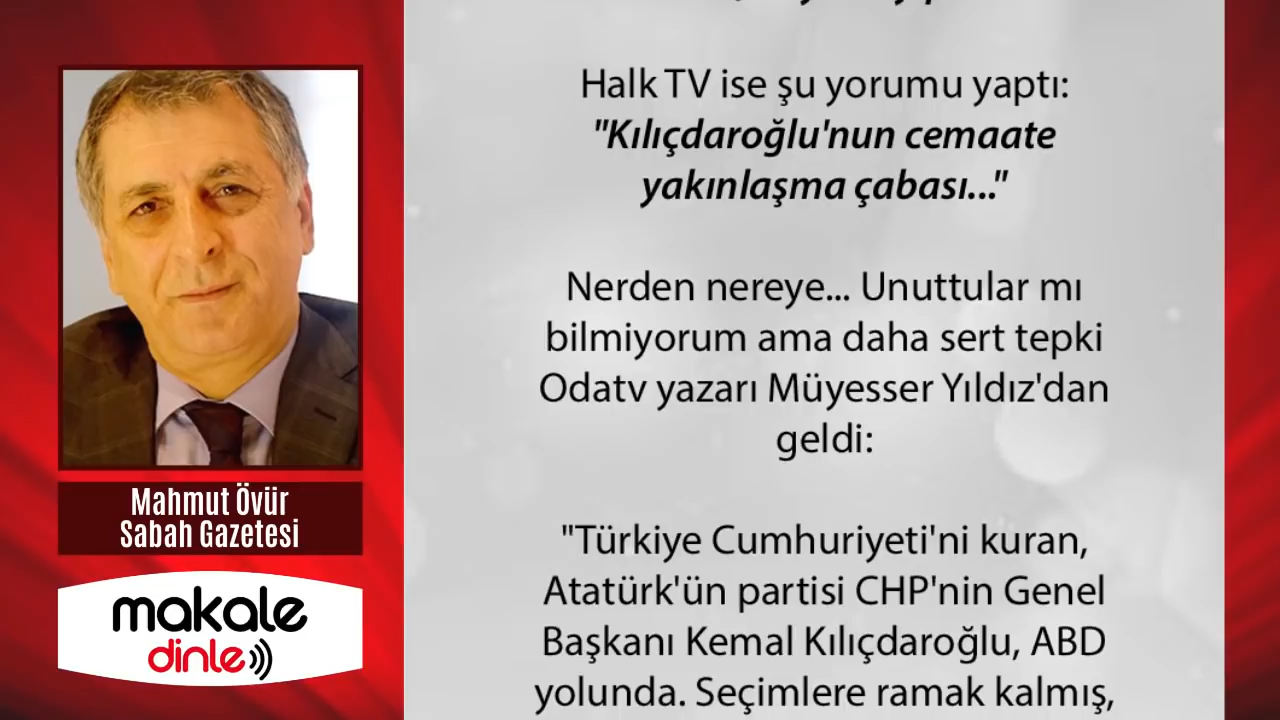 Halk TV ise şu yorumu yaptı:
"Kılıçdaroğlu'nun cemaate
yakınlaşma çabası..."
Nerden nereye... Unuttular mı
bilmiyorum ama daha sert tepki
Odatv yazarı Müyesser Yıldız'dan
geldi:
"Türkiye Cumhuriyeti'ni kuran,
Atatürk'ün partisi CHP'nin Genel
Başkanı Kemal Kılıçdaroğlu, ABD
yolunda. Seçimlere ramak kalmış,
Mahmut Övür
Sabah Gazetesi
makale
dinle